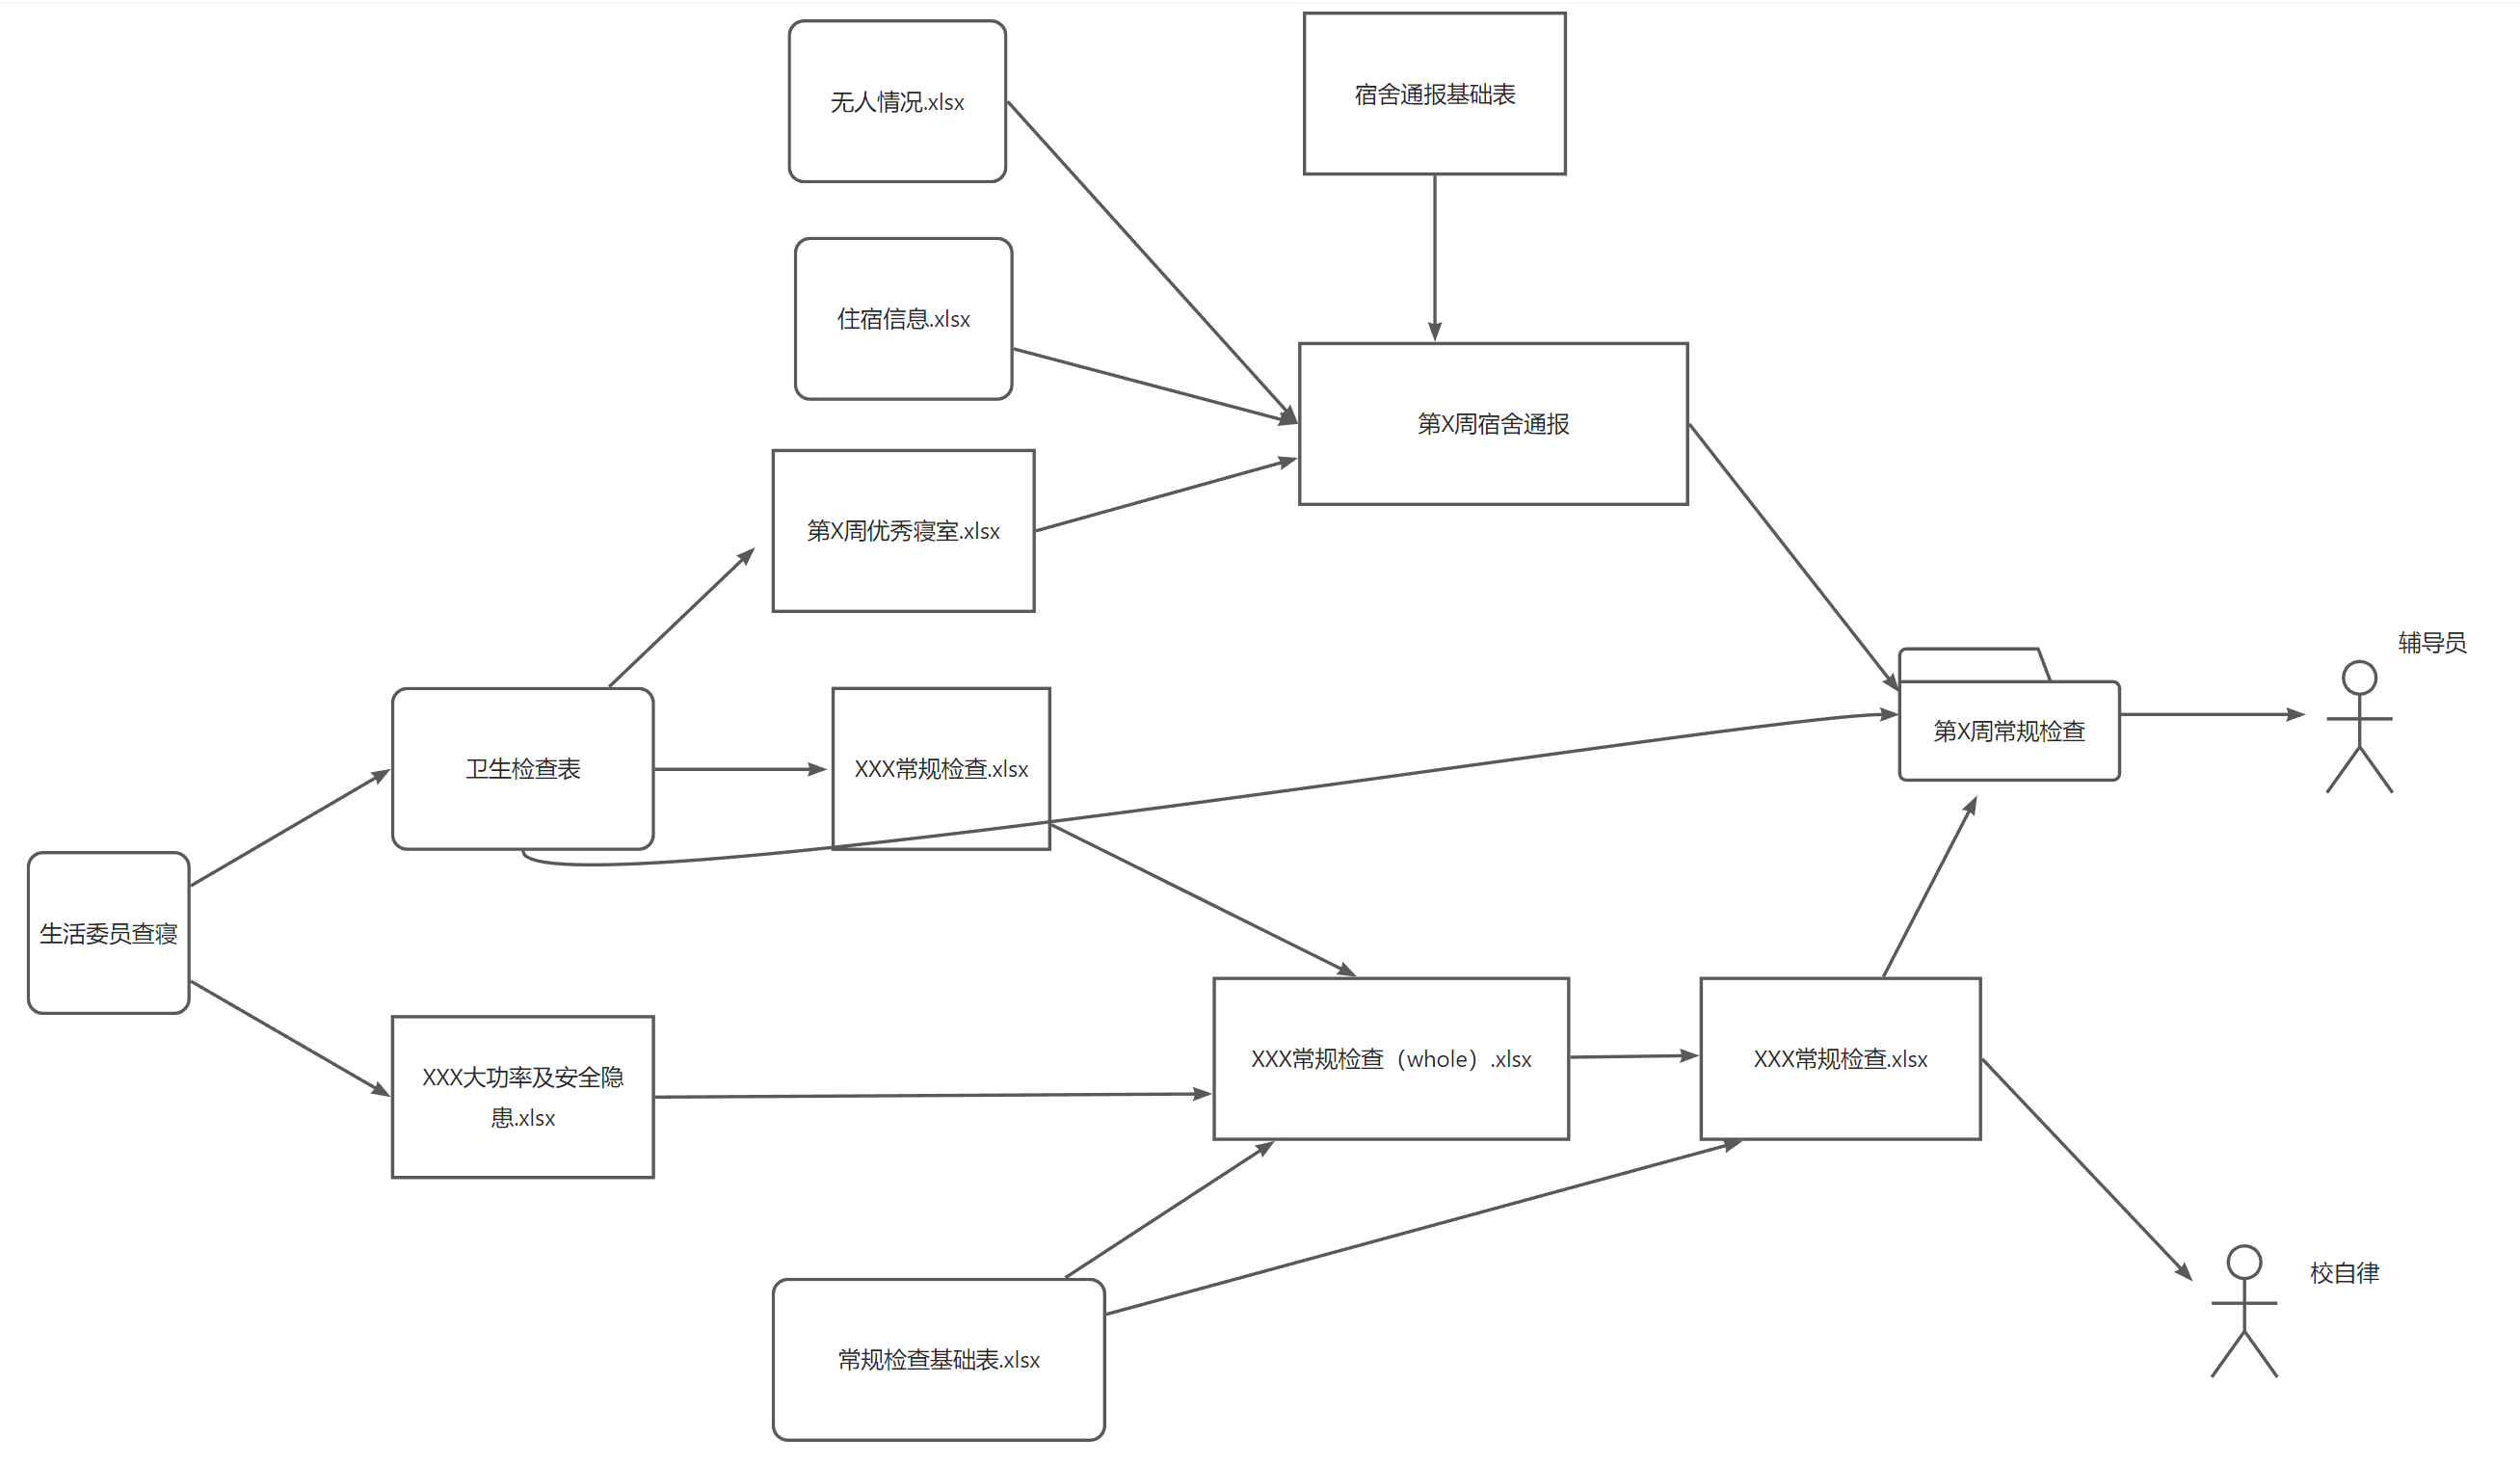 无人情况.xlsx
宿舍通报基础表
住宿信息.xlsx
第X周宿舍通报
第X周优秀寝室.xlsx
辅导员
第X周常规检查
卫生检查表
XXX常规检查.xlsx
生活委员查寝
XXX大功率及安全隐
患.xlsx
XXX常规检查（whole）.xlsx
XXX常规检查.xlsx
校自律
常规检查基础表.xlsx